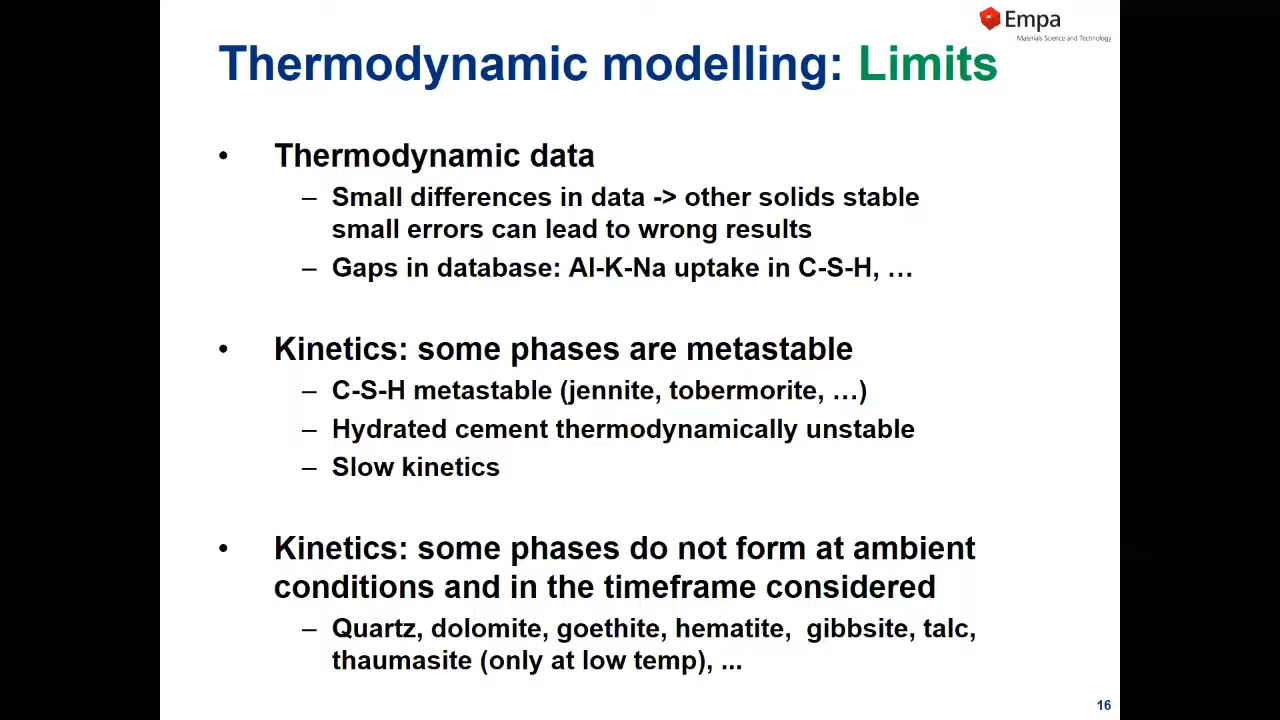 Empa
Materials Science and Technology
Thermodynamic modelling: Limits
• Thermodynamic data
– Small differences in data -> other solids stable
small errors can lead to wrong results
– Gaps in database: Al-K-Na uptake in C-S-H, …
• Kinetics: some phases are metastable
– C-S-H metastable (jennite, tobermorite, …)
– Hydrated cement thermodynamically unstable
– Slow kinetics
• Kinetics: some phases do not form at ambient
conditions and in the timeframe considered
– Quartz, dolomite, goethite, hematite, gibbsite, talc,
thaumasite (only at low temp), ...
16